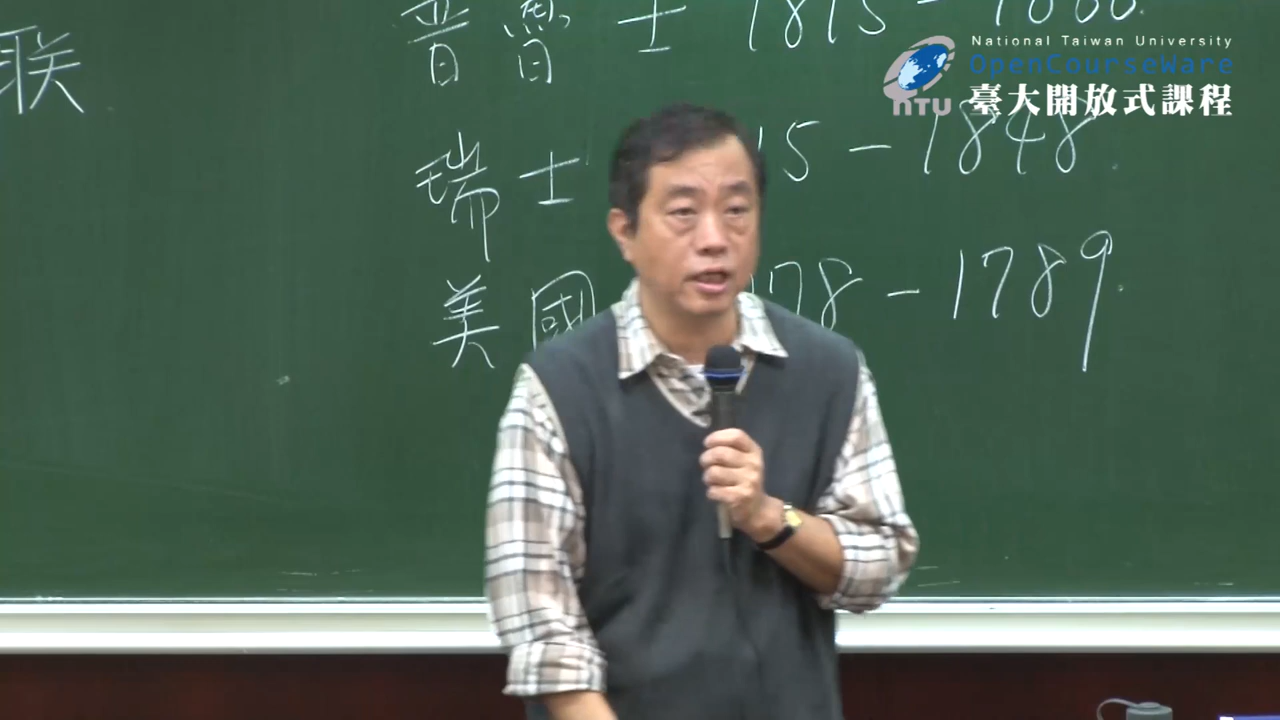 联
普魯士 1815 - 1866.
National Taiwan University
OpenCourseWare
NTU 臺大開放式課程
瑞士 15 - 1848.
美國 178 - 1789.